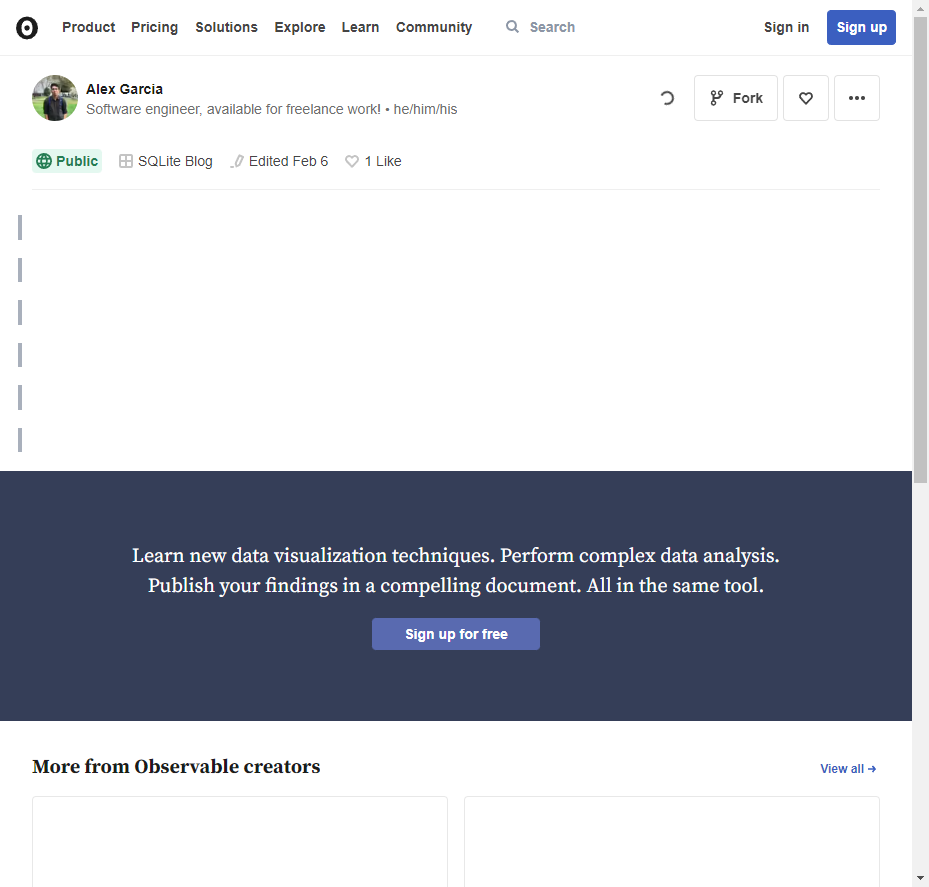 Product Pricing Solutions Explore Learn Community Search Sign in Sign up
Alex Garcia
Software engineer, available for freelance work! • he/him/his
Fork
Public SQLite Blog Edited Feb 6 1 Like
Learn new data visualization techniques. Perform complex data analysis.
Publish your findings in a compelling document. All in the same tool.
Sign up for free
More from Observable creators
View all →